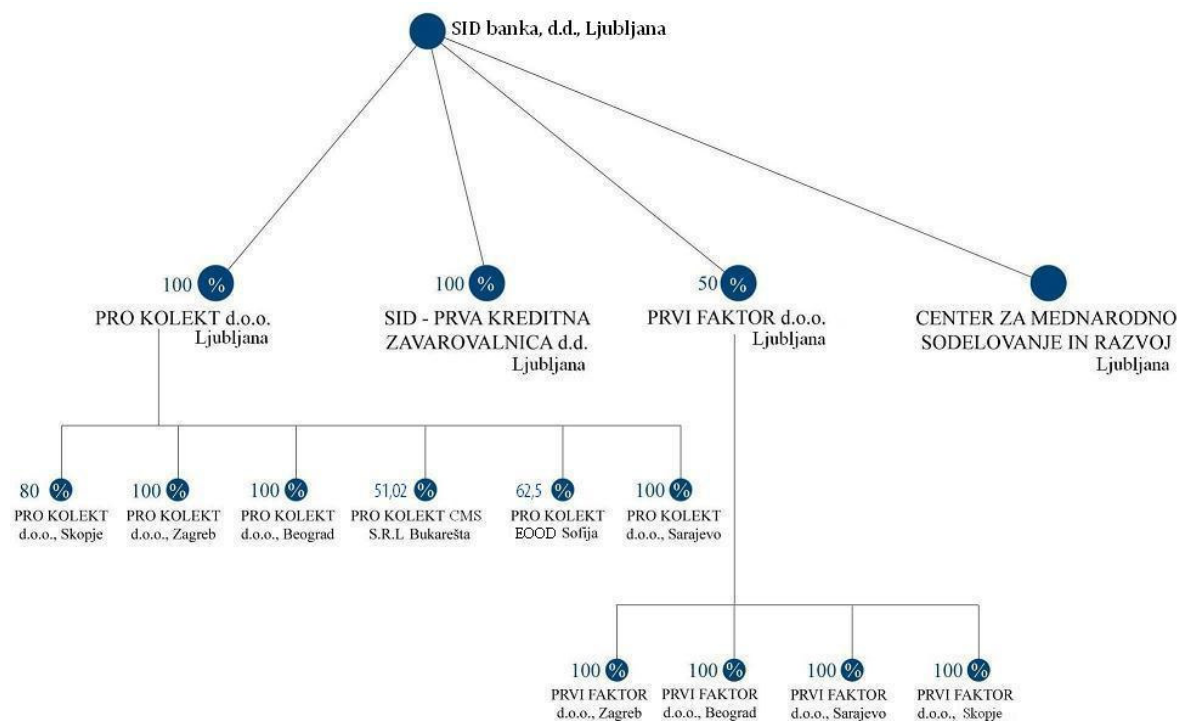 SID banka, d.d., Ljubljana
100 %
PRO KOLEKT d.o.o.
Ljubljana
100 %
SID - PRVA KREDITNA
ZAVAROVALNICA d.d.
Ljubljana
50 %
PRVI FAKTOR d.o.o.
Ljubljana
CENTER ZA MEDNARODNO
SODELOVANJE IN RAZVOJ
Ljubljana
80 %
PRO KOLEKT
d.o.o., Skopje
100 %
PRO KOLEKT
d.o.o., Zagreb
100 %
PRO KOLEKT
d.o.o., Beograd
51,02 %
PRO KOLEKT CMS
S.R.L Bukarešta
62,5 %
PRO KOLEKT
EOOD Sofija
100 %
PRO KOLEKT
d.o.o., Sarajevo
100 %
PRVI FAKTOR
d.o.o., Zagreb
100 %
PRVI FAKTOR
d.o.o., Beograd
100 %
PRVI FAKTOR
d.o.o., Sarajevo
100 %
PRVI FAKTOR
d.o.o., Skopje